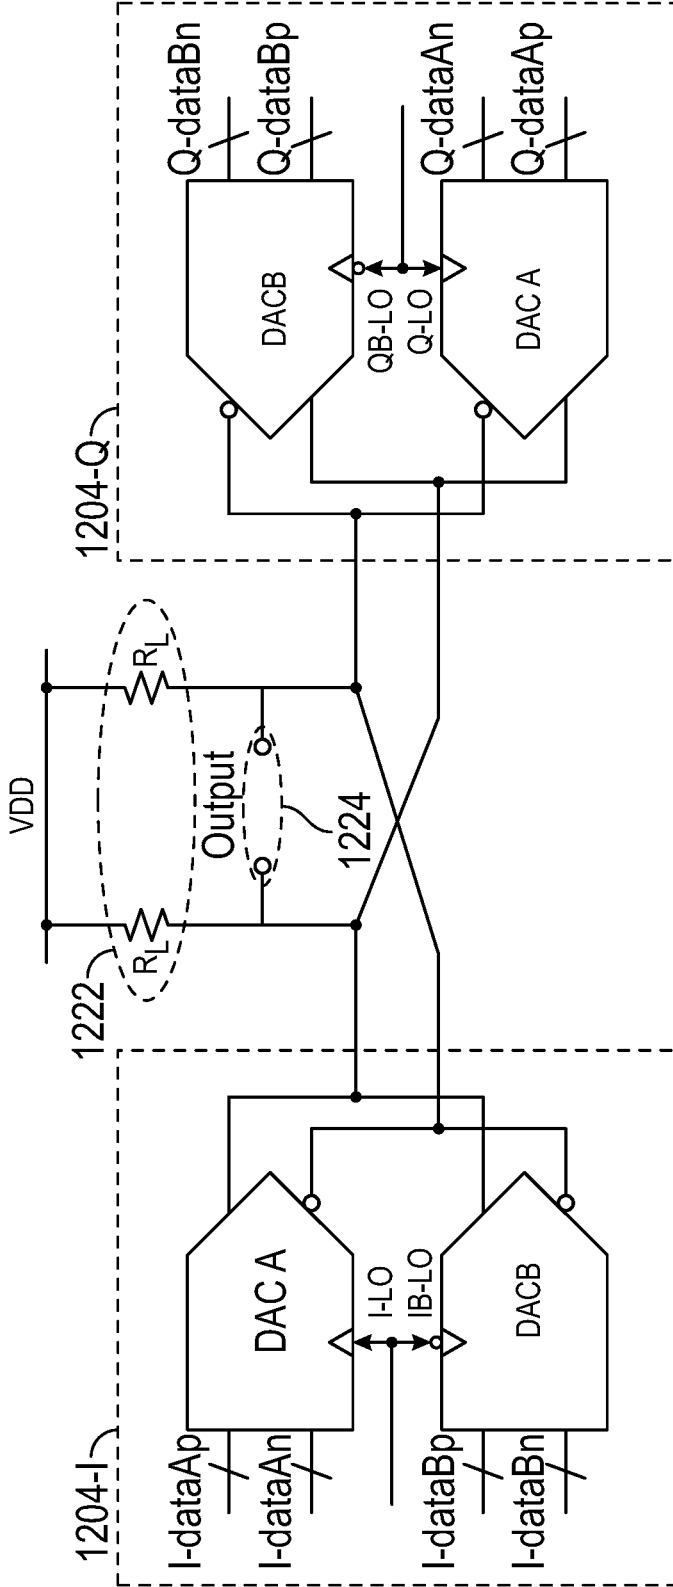 Q-dataBn
Q-dataBp
Q-dataAn
Q-dataAp
DACB
QB-LO
Q-LO
DAC A
1204-Q
VDD
RL
Output
1224
RL
1222
1204-I
DAC A
I-LO
IB-LO
DACB
I-dataAp
I-dataAn
I-dataBp
I-dataBn